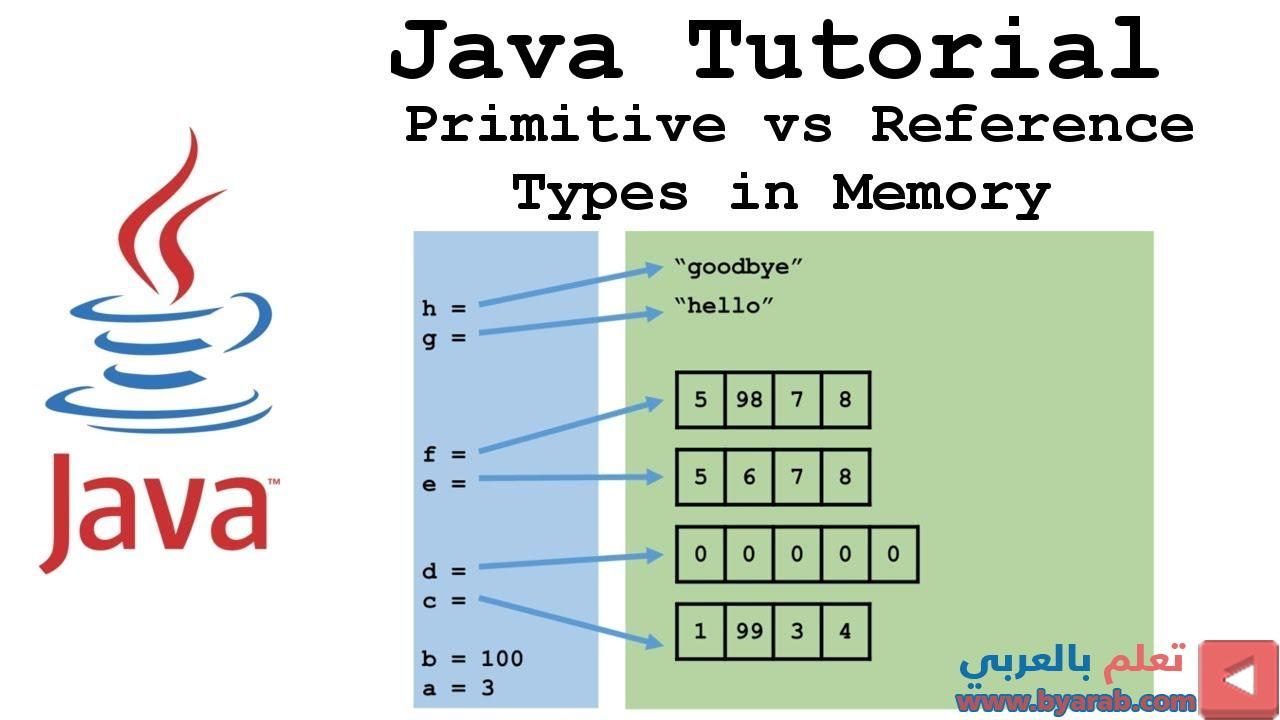 Java Tutorial
Primitive vs Reference
Types in Memory
Java™
h =
g =
f =
e =
d =
c =
b = 100
a = 3
“goodbye”
“hello”
5 98 7 8
5 6 7 8
0 0 0 0 0
1 99 3 4
تعلم بالعربي
www.byarab.com